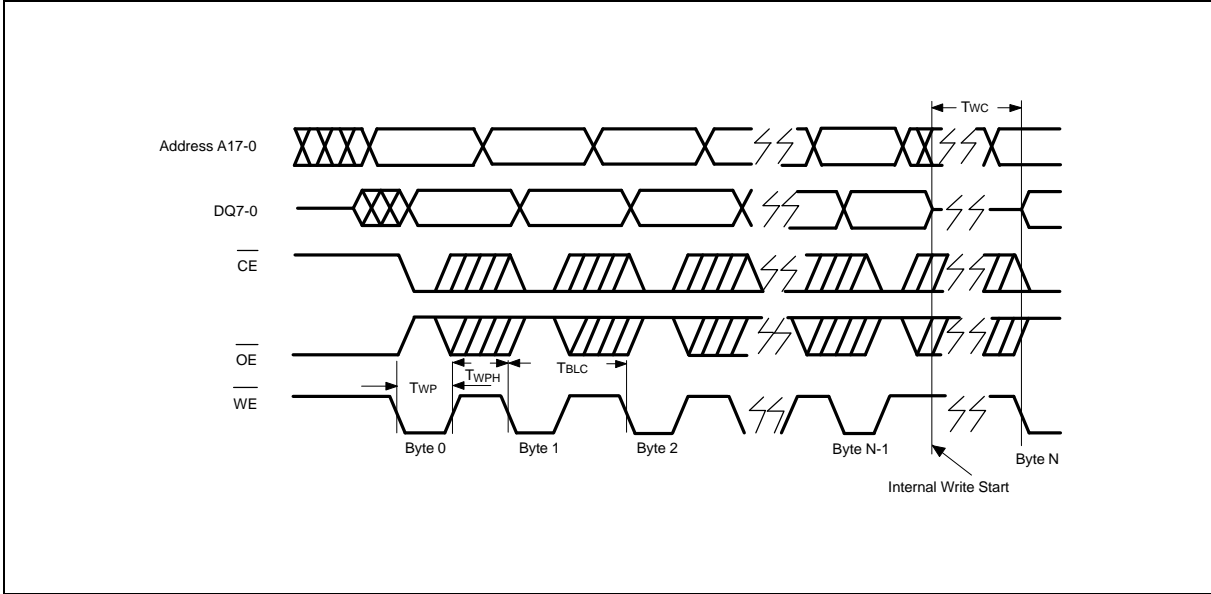 TWC
Address A17-0
DQ7-0
CE
OE
TWP
TWPH
TBLC
WE
Byte 0
Byte 1
Byte 2
Byte N-1
Byte N
Internal Write Start